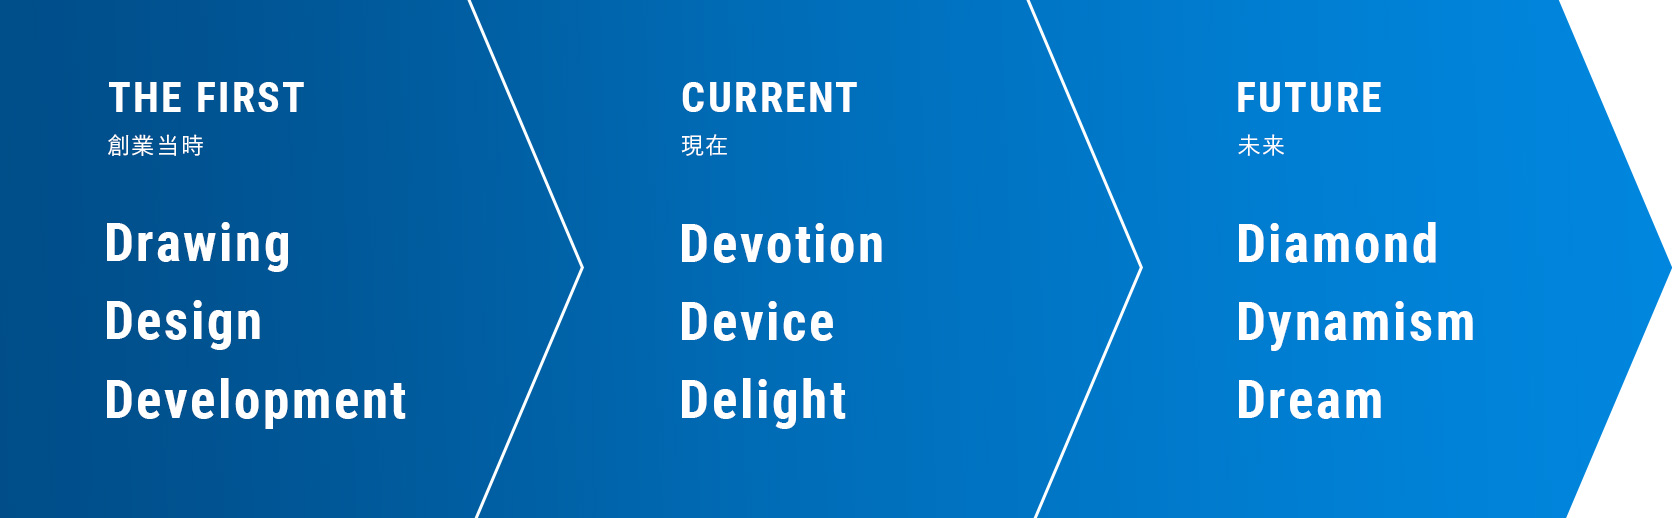 THE FIRST
創業当時
Drawing
Design
Development
CURRENT
現在
Devotion
Device
Delight
FUTURE
未来
Diamond
Dynamism
Dream